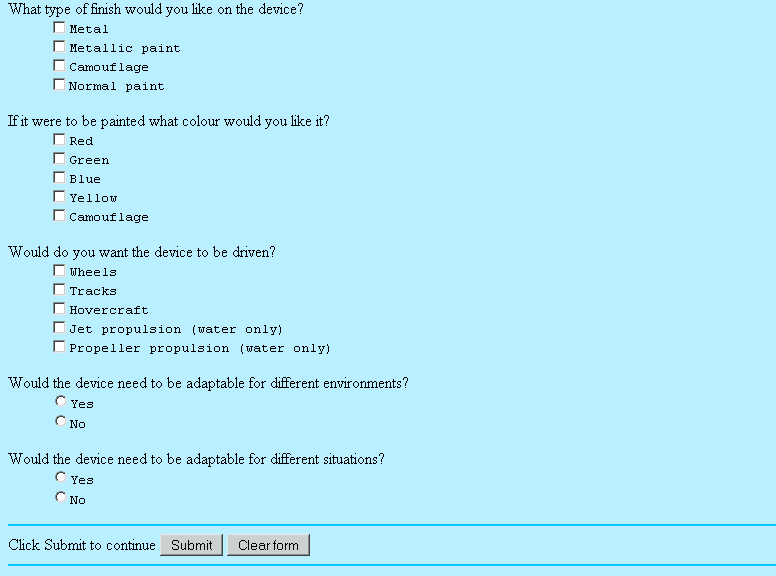 What type of finish would you like on the device?
Metal
Metallic paint
Camouflage
Normal paint
If it were to be painted what colour would you like it?
Red
Green
Blue
Yellow
Camouflage
Would do you want the device to be driven?
Wheels
Tracks
Hovercraft
Jet propulsion (water only)
Propeller propulsion (water only)
Would the device need to be adaptable for different environments?
Yes
No
Would the device need to be adaptable for different situations?
Yes
No
Click Submit to continue Submit Clear form